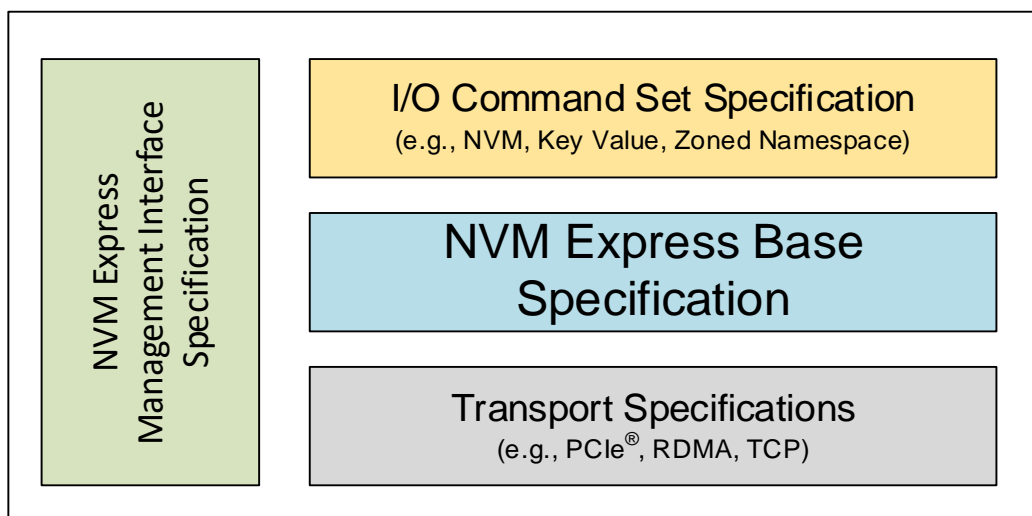 NVM Express
Management Interface
Specification
I/O Command Set Specification
(e.g., NVM, Key Value, Zoned Namespace)
NVM Express Base
Specification
Transport Specifications
(e.g., PCIe®, RDMA, TCP)